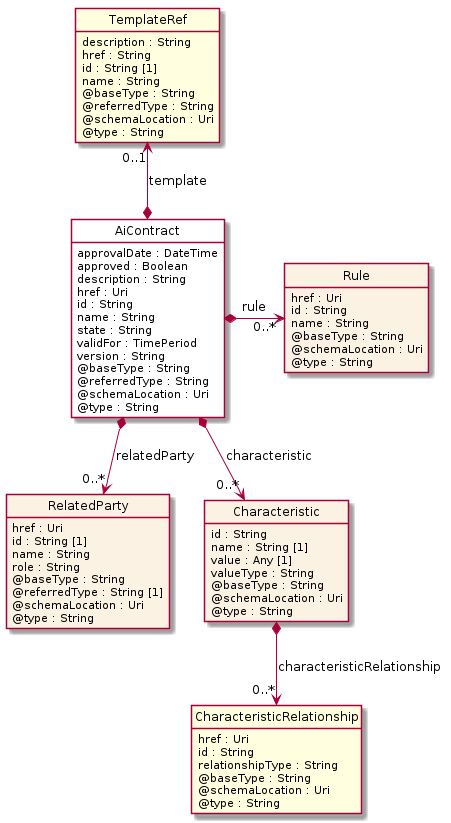 TemplateRef
description : String
href : String
id : String [1]
name : String
@baseType : String
@referredType : String
@schemaLocation : Uri
@type : String
0..1
template
AiContract
approvalDate : DateTime
approved : Boolean
description : String
href : Uri
id : String
name : String
state : String
validFor : TimePeriod
version : String
@baseType : String
@referredType : String
@schemaLocation : Uri
@type : String
rule
0..*
Rule
href : Uri
id : String
name : String
@baseType : String
@schemaLocation : Uri
@type : String
relatedParty
0..*
characteristic
0..*
RelatedParty
href : Uri
id : String [1]
name : String
role : String
@baseType : String
@referredType : String [1]
@schemaLocation : Uri
@type : String
Characteristic
id : String
name : String [1]
value : Any [1]
valueType : String
@baseType : String
@schemaLocation : Uri
@type : String
characteristicRelationship
0..*
CharacteristicRelationship
href : Uri
id : String
relationshipType : String
@baseType : String
@schemaLocation : Uri
@type : String